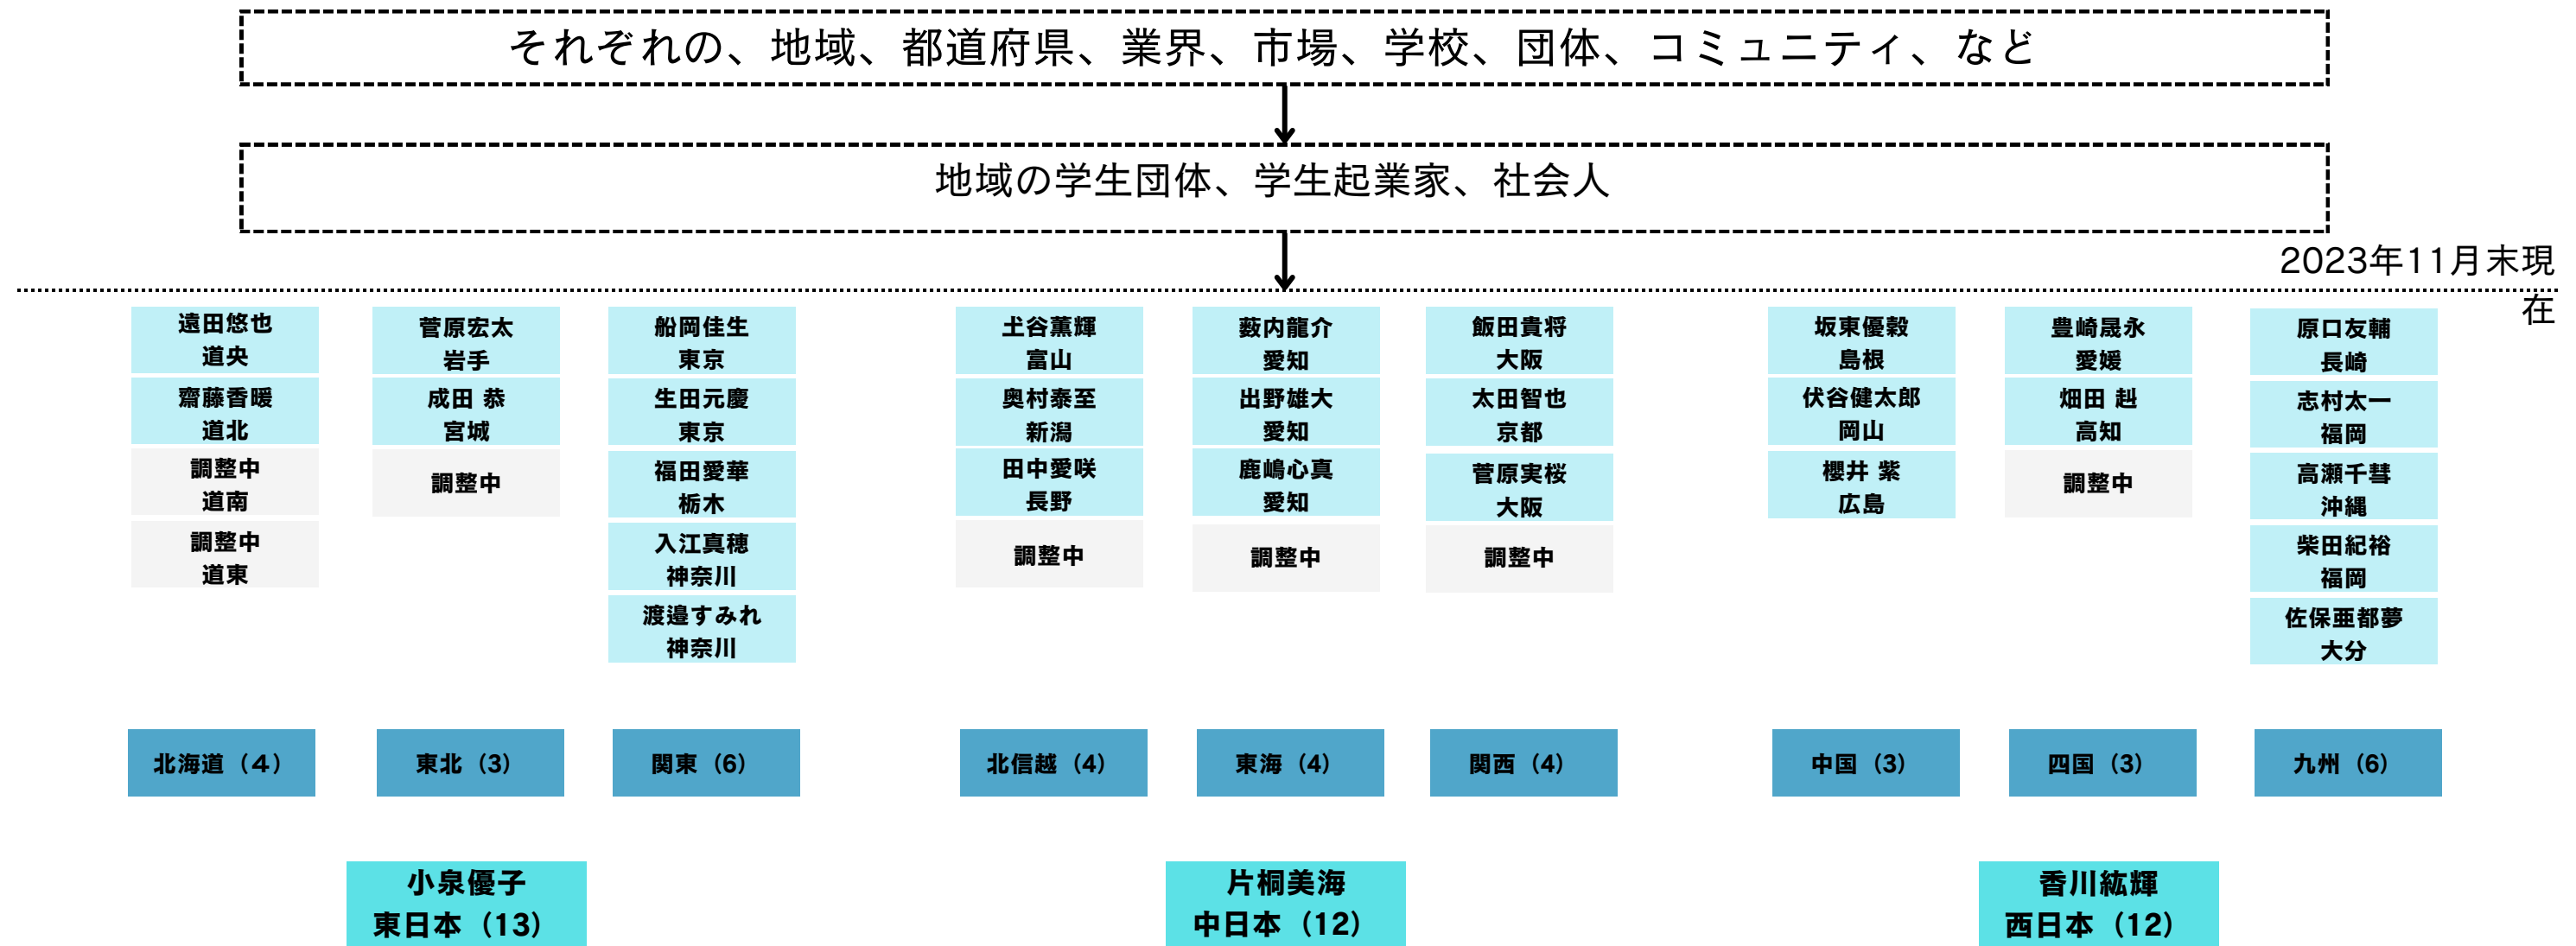 それぞれの、地域、都道府県、業界、市場、学校、団体、コミュニティ、など
地域の学生団体、学生起業家、社会人
2023年11月末現
在
遠田悠也
道央
齋藤香暖
道北
調整中
道南
調整中
道東
菅原宏太
岩手
成田 恭
宮城
調整中
船岡佳生
東京
生田元慶
東京
福田愛華
栃木
入江真穂
神奈川
渡邉すみれ
神奈川
𡈽谷薫輝
富山
奥村泰至
新潟
田中愛咲
長野
調整中
薮内龍介
愛知
出野雄大
愛知
鹿嶋心真
愛知
調整中
飯田貴将
大阪
太田智也
京都
菅原実桜
大阪
調整中
坂東優穀
島根
伏谷健太郎
岡山
櫻井 紫
広島
豊崎晟永
愛媛
畑田 赳
高知
調整中
原口友輔
長崎
志村太一
福岡
高瀬千彗
沖縄
柴田紀裕
福岡
佐保亜都夢
大分
北海道（４）
東北（3）
関東（6）
北信越（4）
東海（4）
関西（4）
中国（3）
四国（3）
九州（6）
小泉優子
東日本（13）
片桐美海
中日本（12）
香川紘輝
西日本（12）